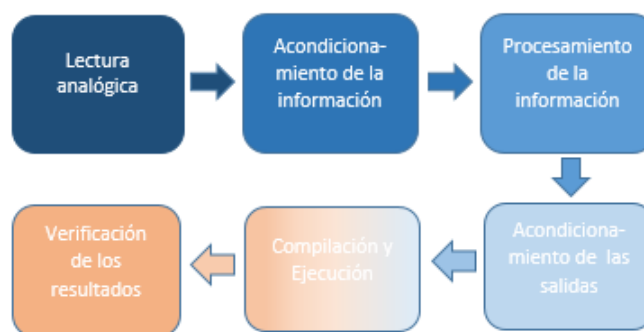 Lectura
analógica
Acondiciona-
miento de la
información
Procesamiento
de la
información
Acondiciona-
miento de las
salidas
Compilación y
Ejecución
Verificación
de los
resultados